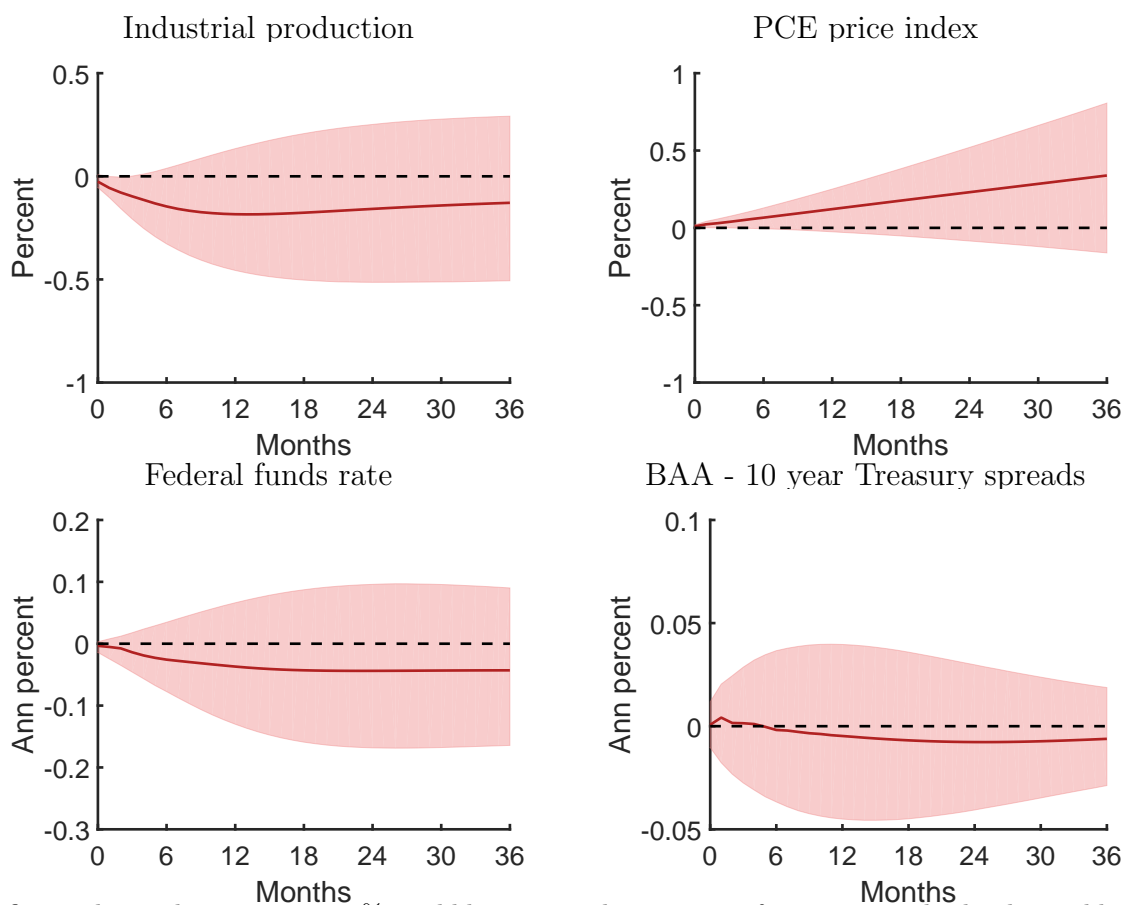 Industrial production
0.5
0
-0.5
-1
Percent
0 6 12 18 24 30 36
Months
PCE price index
1
0.5
0
-0.5
-1
Percent
0 6 12 18 24 30 36
Months
Federal funds rate
0.2
0.1
0
-0.1
-0.2
-0.3
Ann percent
0 6 12 18 24 30 36
Months
BAA - 10 year Treasury spreads
0.1
0.05
0
-0.05
Ann percent
0 6 12 18 24 30 36
Months
%